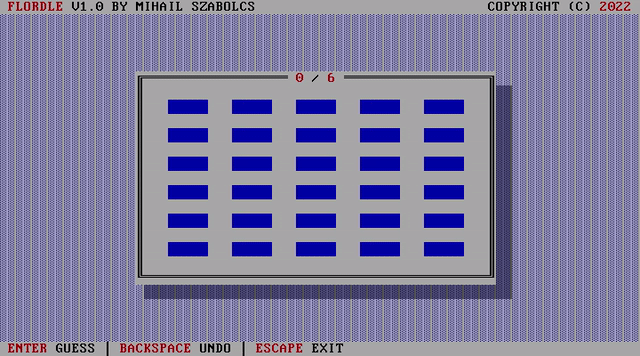 FLORDLE V1.0 BY MIHAIL SZABOLCS COPYRIGHT (C) 2022
0 / 6
ENTER GUESS | BACKSPACE UNDO | ESCAPE EXIT